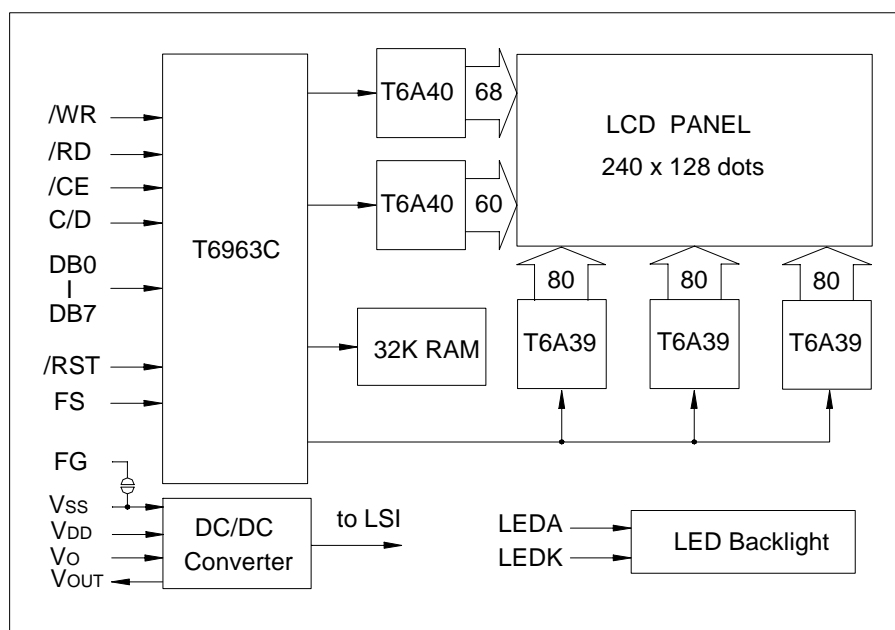 /WR
/RD
/CE
C/D
DB0
DB7
/RST
FS
FG
VSS
VDD
VO
VOUT
T6963C
T6A40
68
T6A40
60
LCD PANEL
240 x 128 dots
80
80
80
T6A39
T6A39
T6A39
32K RAM
DC/DC
Converter
to LSI
LEDA
LEDK
LED Backlight